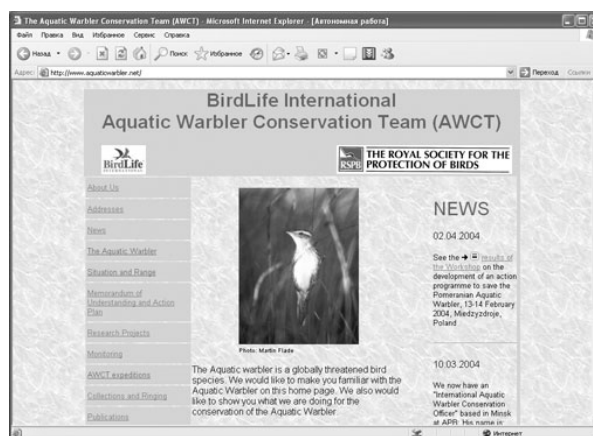 The Aquatic Warbler Conservation Team (AWCT) - Microsoft Internet Explorer - [Автономная работа]
Файл Правка Вид Избранное Сервис Справка
Назад Поиск Избранное
Адрес: http://www.aquaticwarbler.net/ Переход Ссылки
BirdLife International
Aquatic Warbler Conservation Team (AWCT)
BirdLife
INTERNATIONAL
RSPB
THE ROYAL SOCIETY FOR THE
PROTECTION OF BIRDS
About Us
Addresses
News
The Aquatic Warbler
Situation and Range
Memorandum of
Understanding and Action
Plan
Research Projects
Monitoring
AWCT expeditions
Collections and Ringing
Publications
Photo: Martin Flade
The Aquatic warbler is a globally threatened bird
species. We would like to make you familiar with the
Aquatic Warbler on this home page. We also would
like to show you what we are doing for the
conservation of the Aquatic Warbler.
NEWS
02.04.2004
See the ➔ results of
the Workshop on the
development of an action
programme to save the
Pomeranian Aquatic
Warbler, 13-14 February
2004, Miedzyzdroje,
Poland
10.03.2004
We now have an
"International Aquatic
Warbler Conservation
Officer" based in Minsk
at APB: His name is
Интернет